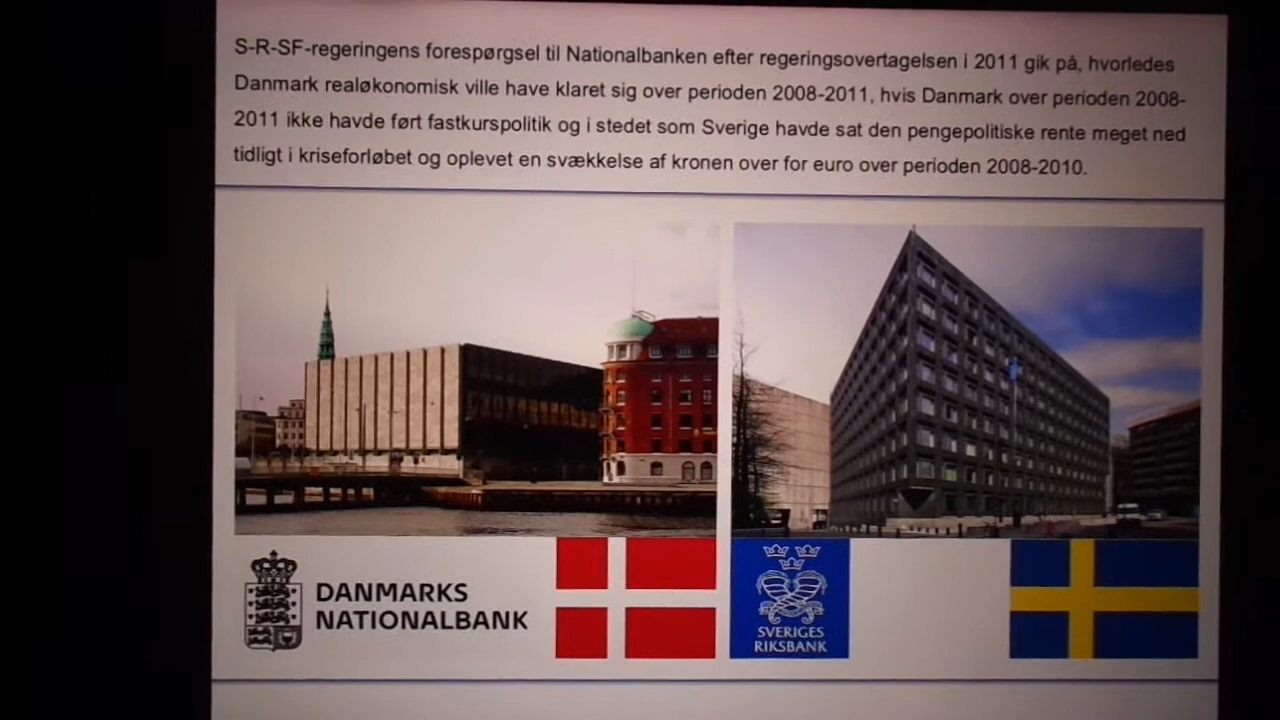 S-R-SF-regeringens forespørgsel til Nationalbanken efter regeringsovertagelsen i 2011 gik på, hvorledes
Danmark realøkonomisk ville have klaret sig over perioden 2008-2011, hvis Danmark over perioden 2008-
2011 ikke havde ført fastkurspolitik og i stedet som Sverige havde sat den pengepolitiske rente meget ned
tidligt i kriseforløbet og oplevet en svækkelse af kronen over for euro over perioden 2008-2010.
DANMARKS
NATIONALBANK
SVERIGES
RIKSBANK